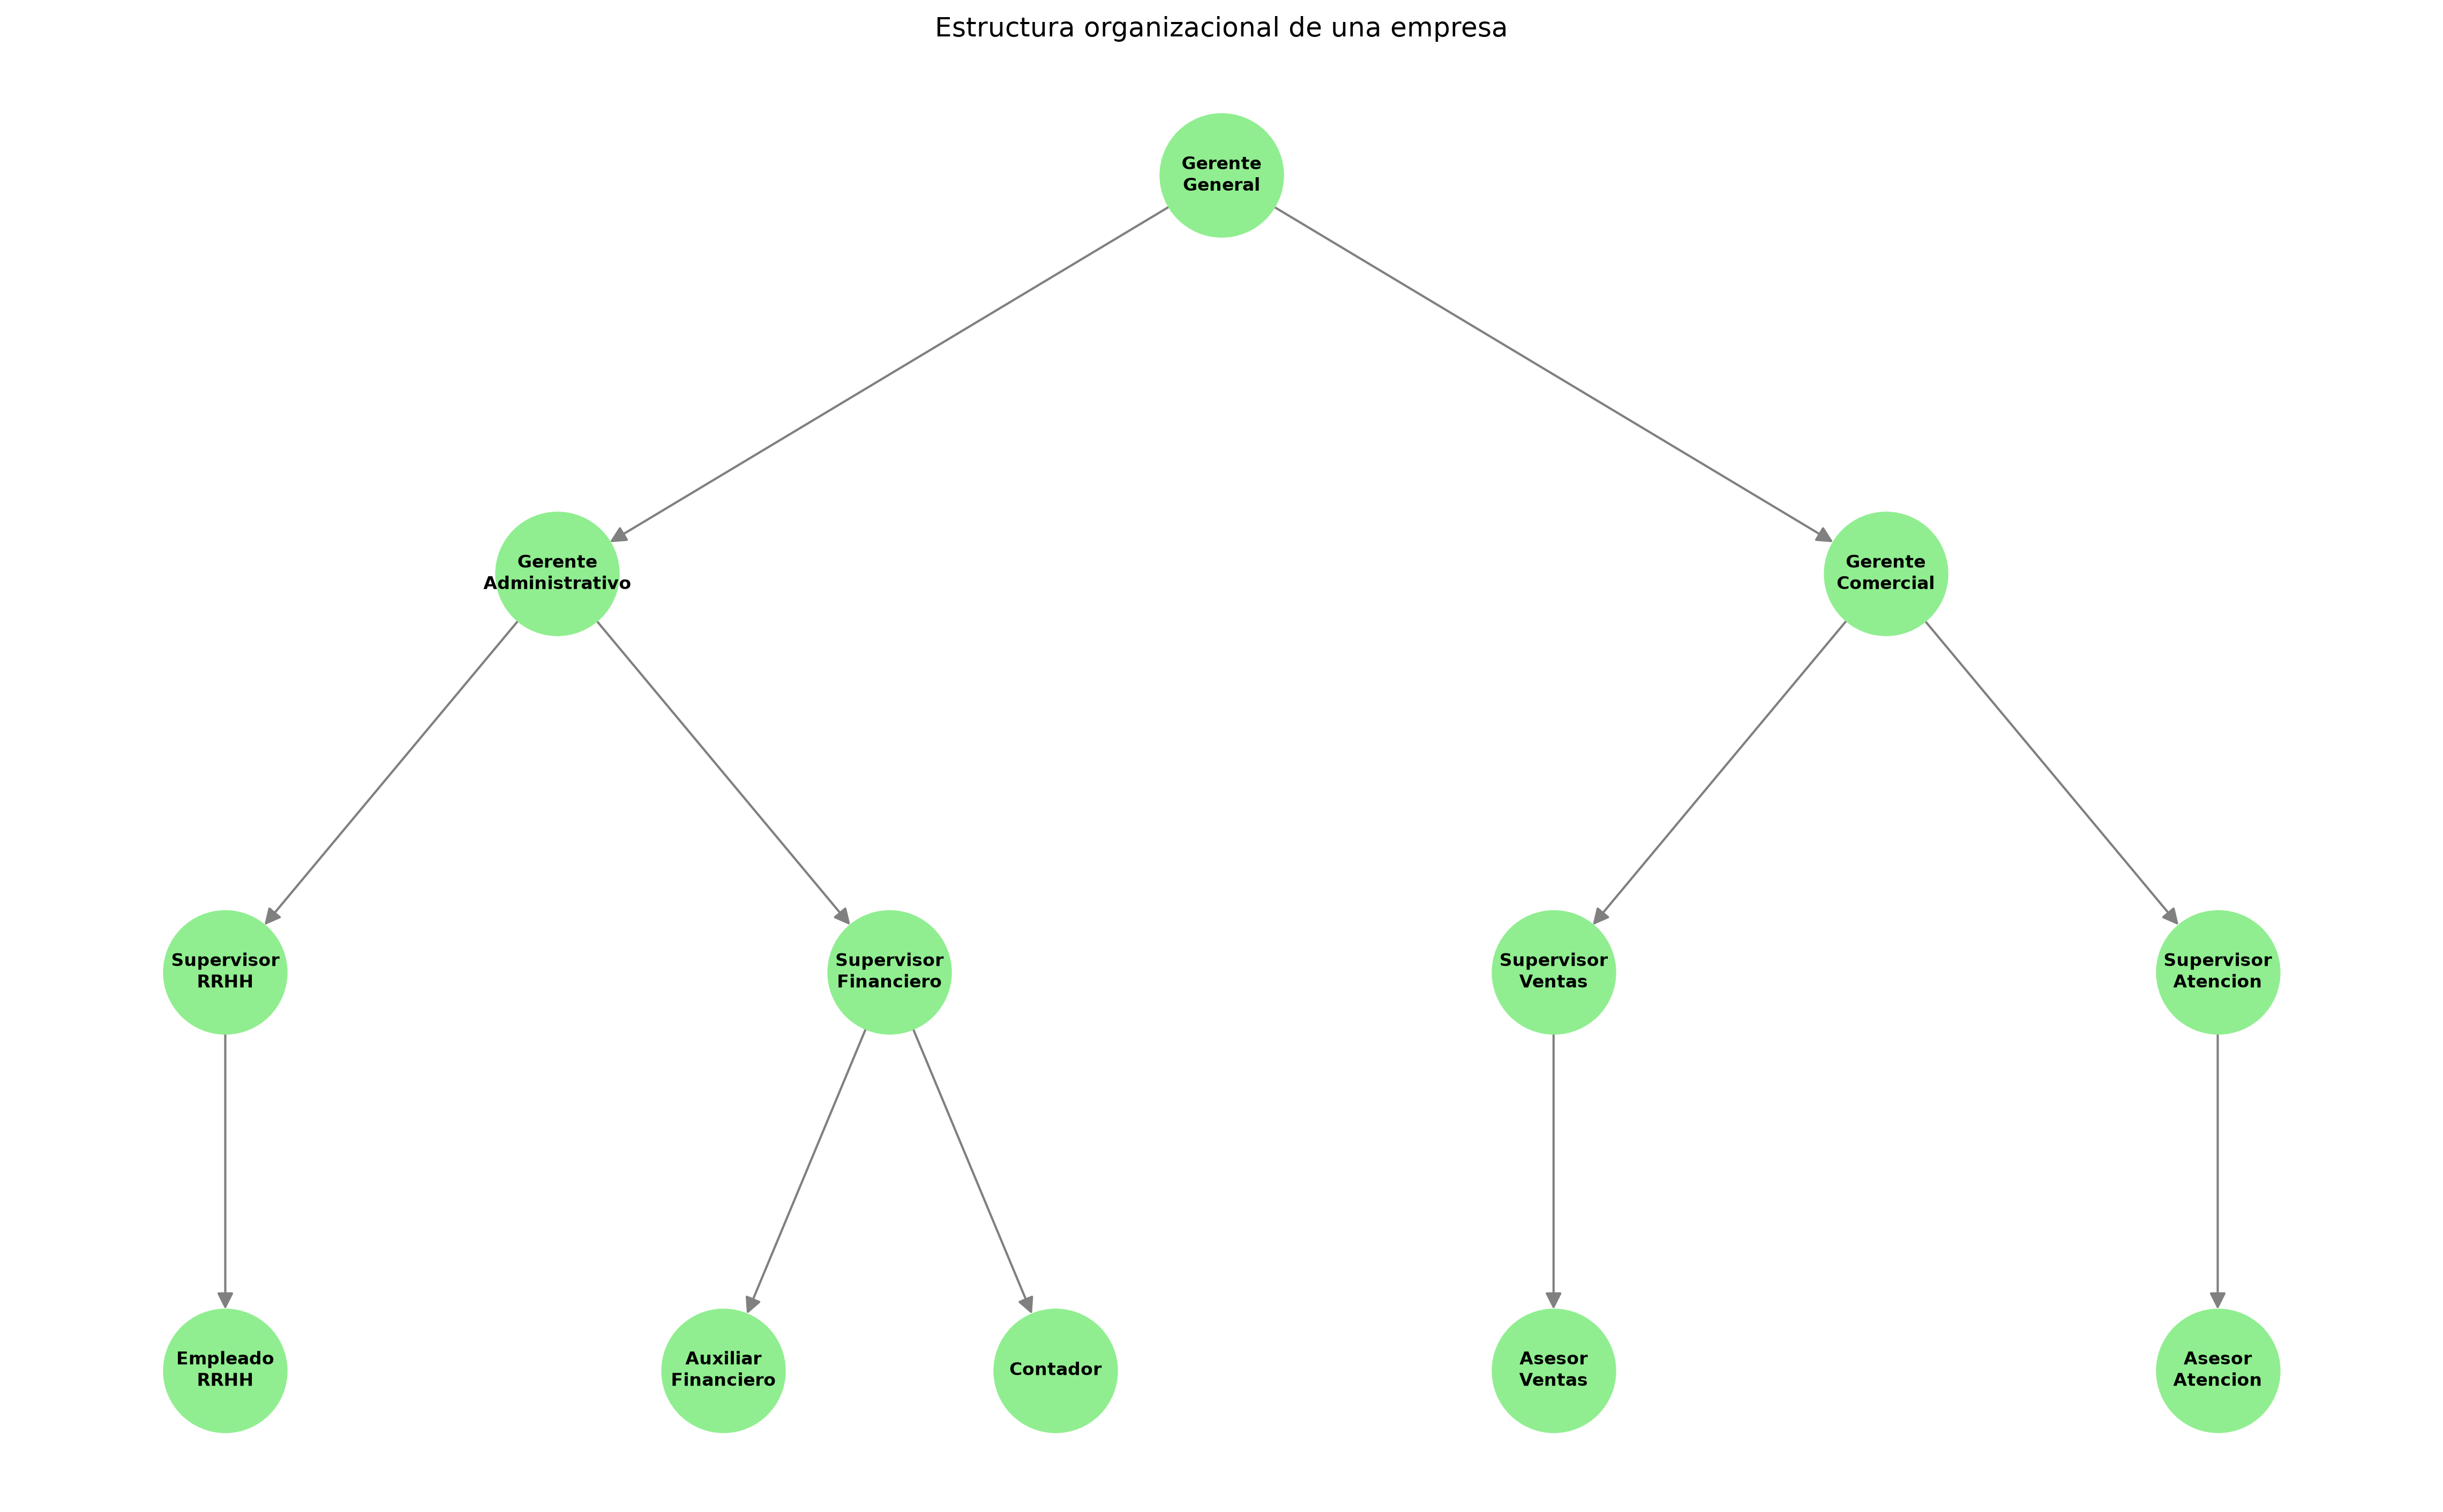 Estructura organizacional de una empresa
Gerente
General
Gerente
Administrativo
Gerente
Comercial
Supervisor
RRHH
Supervisor
Financiero
Supervisor
Ventas
Supervisor
Atencion
Empleado
RRHH
Auxiliar
Financiero
Contador
Asesor
Ventas
Asesor
Atencion